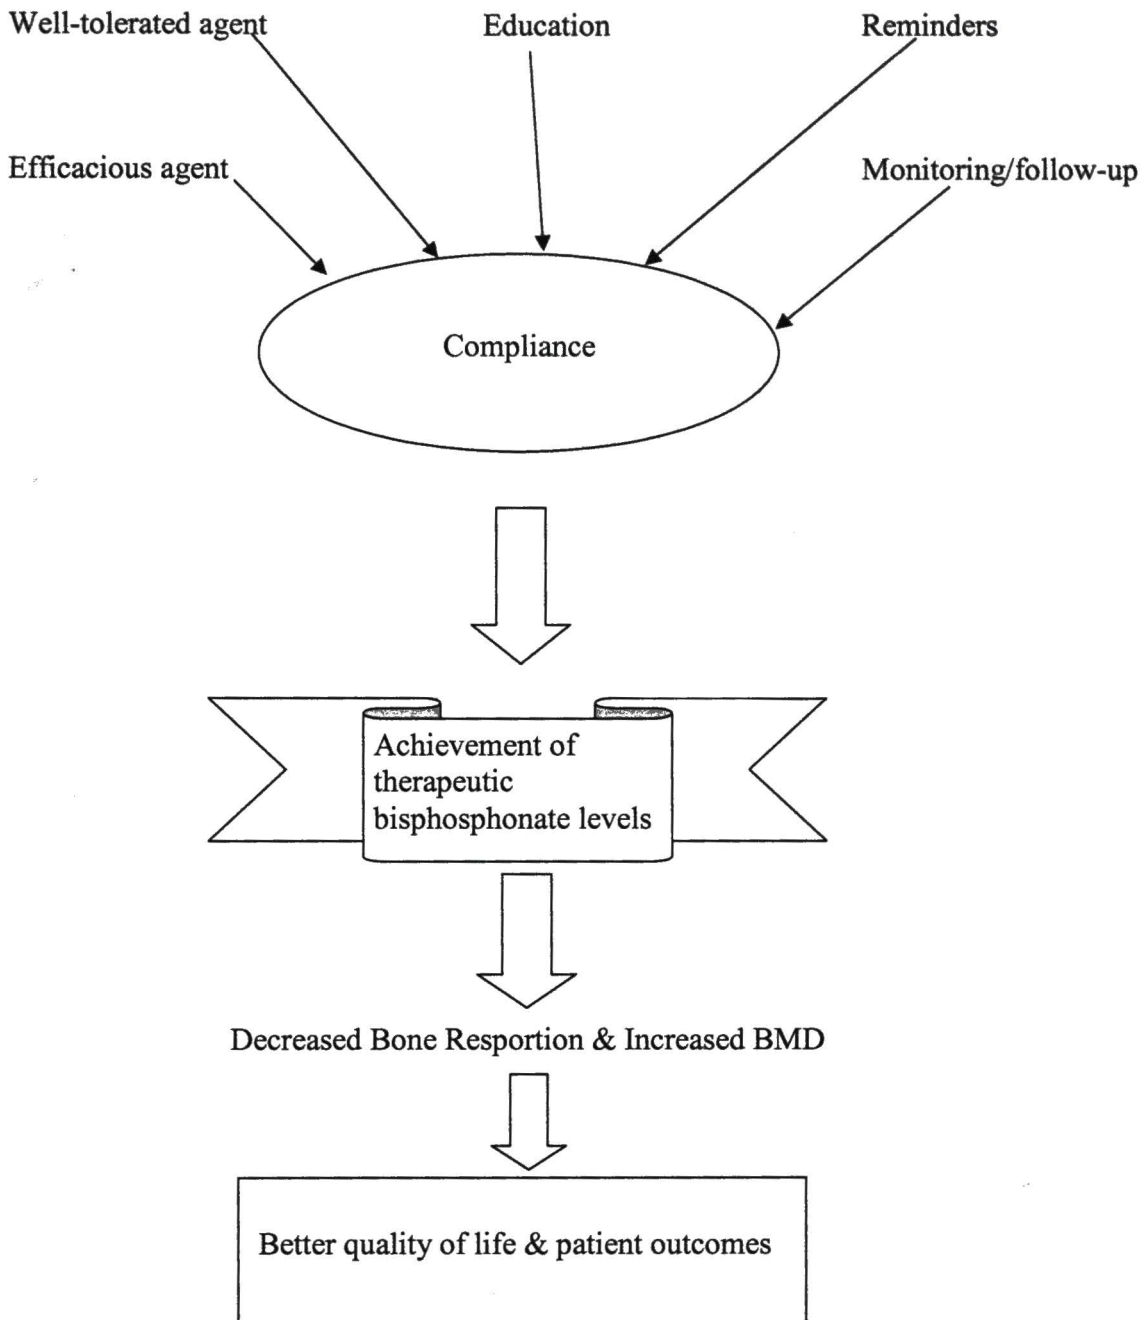 Well-tolerated agent
Education
Reminders
Efficacious agent
Monitoring/follow-up
Compliance
Achievement of
therapeutic
bisphosphonate levels
Decreased Bone Resportion & Increased BMD
Better quality of life & patient outcomes